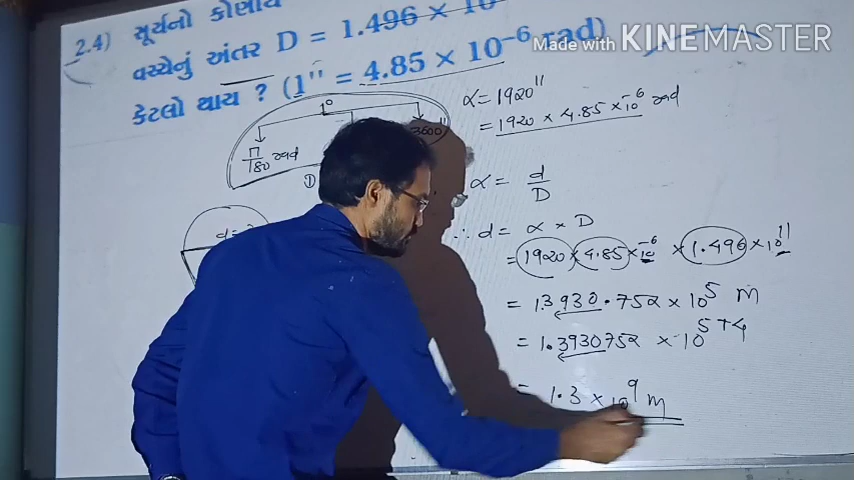 2.4) સૂર્યનો કોણીય
વચ્ચેનું અંતર D = 1.496 × 10
કેટલો થાય ? (1'' = 4.85 × 10⁻⁶ rad)
Made with KINEMASTER
1°
π/180 રેડ
3600''
D
d = ?
α = 1920''
= 1920 × 4.85 × 10⁻⁶ રેડ
α = d/D
∴ d = α × D
= 1920 × 4.85 × 10⁻⁶ × 1.496 × 10¹¹
= 13930.752 × 10⁵ m
= 1.3930752 × 10⁵⁺⁴
= 1.3 × 10⁹ m